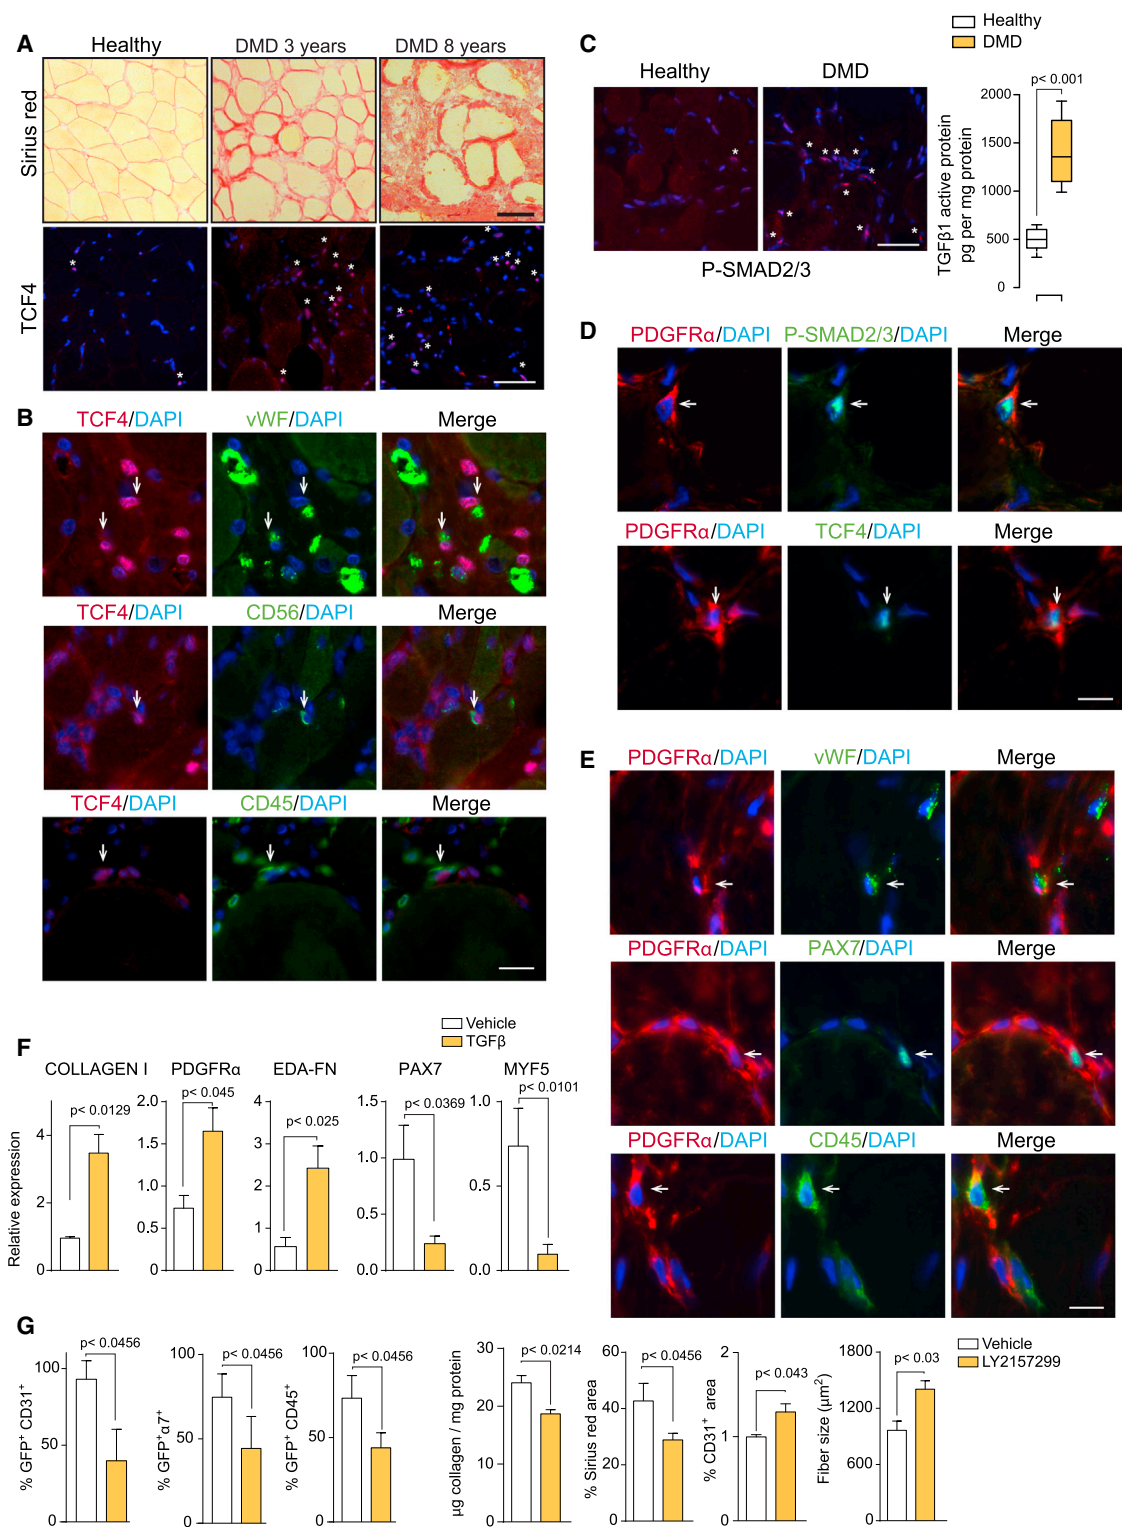 A
Healthy
DMD 3 years
DMD 8 years
Sirius red
TCF4
* * * * * * * * * * * *
B
TCF4/DAPI
vWF/DAPI
Merge
TCF4/DAPI
CD56/DAPI
Merge
TCF4/DAPI
CD45/DAPI
Merge
C
Healthy
DMD
Healthy
DMD
P-SMAD2/3
p< 0.001
TGFβ1 active protein
pg per mg protein
2000
1500
1000
500
0
D
PDGFRα/DAPI
P-SMAD2/3/DAPI
Merge
PDGFRα/DAPI
TCF4/DAPI
Merge
E
PDGFRα/DAPI
vWF/DAPI
Merge
PDGFRα/DAPI
PAX7/DAPI
Merge
PDGFRα/DAPI
CD45/DAPI
Merge
F
Vehicle
TGFβ
Relative expression
COLLAGEN I
p< 0.0129
4
2
0
PDGFRα
p< 0.045
2.0
1.5
1.0
0.5
0.0
EDA-FN
p< 0.025
4
3
2
1
0
PAX7
p< 0.0369
1.5
1.0
0.5
0.0
MYF5
p< 0.0101
1.0
0.5
0.0
G
Vehicle
LY2157299
% GFP⁺ CD31⁺
p< 0.0456
100
50
0
% GFP⁺α7⁺
p< 0.0456
100
50
0
% GFP⁺ CD45⁺
p< 0.0456
100
50
0
µg collagen / mg protein
p< 0.0214
30
20
10
0
% Sirius red area
p< 0.0456
60
40
20
0
% CD31⁺ area
p< 0.043
2
1
0
Fiber size (µm²)
p< 0.03
1800
1200
600
0